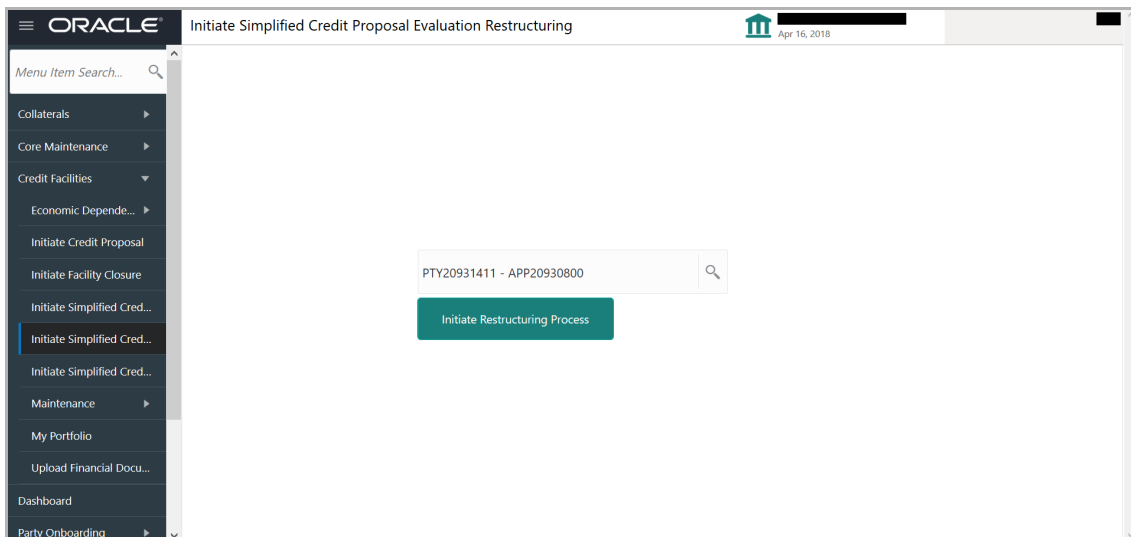 ORACLE
Initiate Simplified Credit Proposal Evaluation Restructuring
Apr 16, 2018
Menu Item Search...
Collaterals
Core Maintenance
Credit Facilities
Economic Depende...
Initiate Credit Proposal
Initiate Facility Closure
Initiate Simplified Cred...
Initiate Simplified Cred...
Initiate Simplified Cred...
Maintenance
My Portfolio
Upload Financial Docu...
Dashboard
Party Onboarding
PTY20931411 - APP20930800
Initiate Restructuring Process